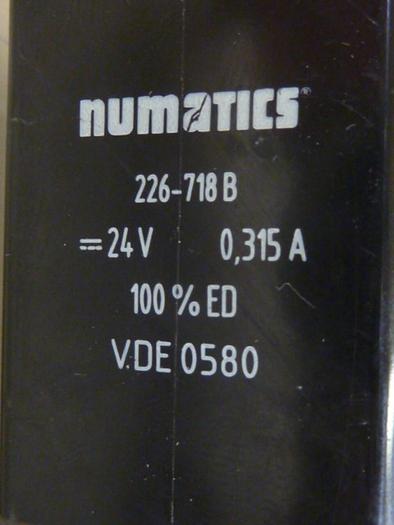 numatics®
226-718 B
⎓ 24 V 0,315 A
100 % ED
VDE 0580